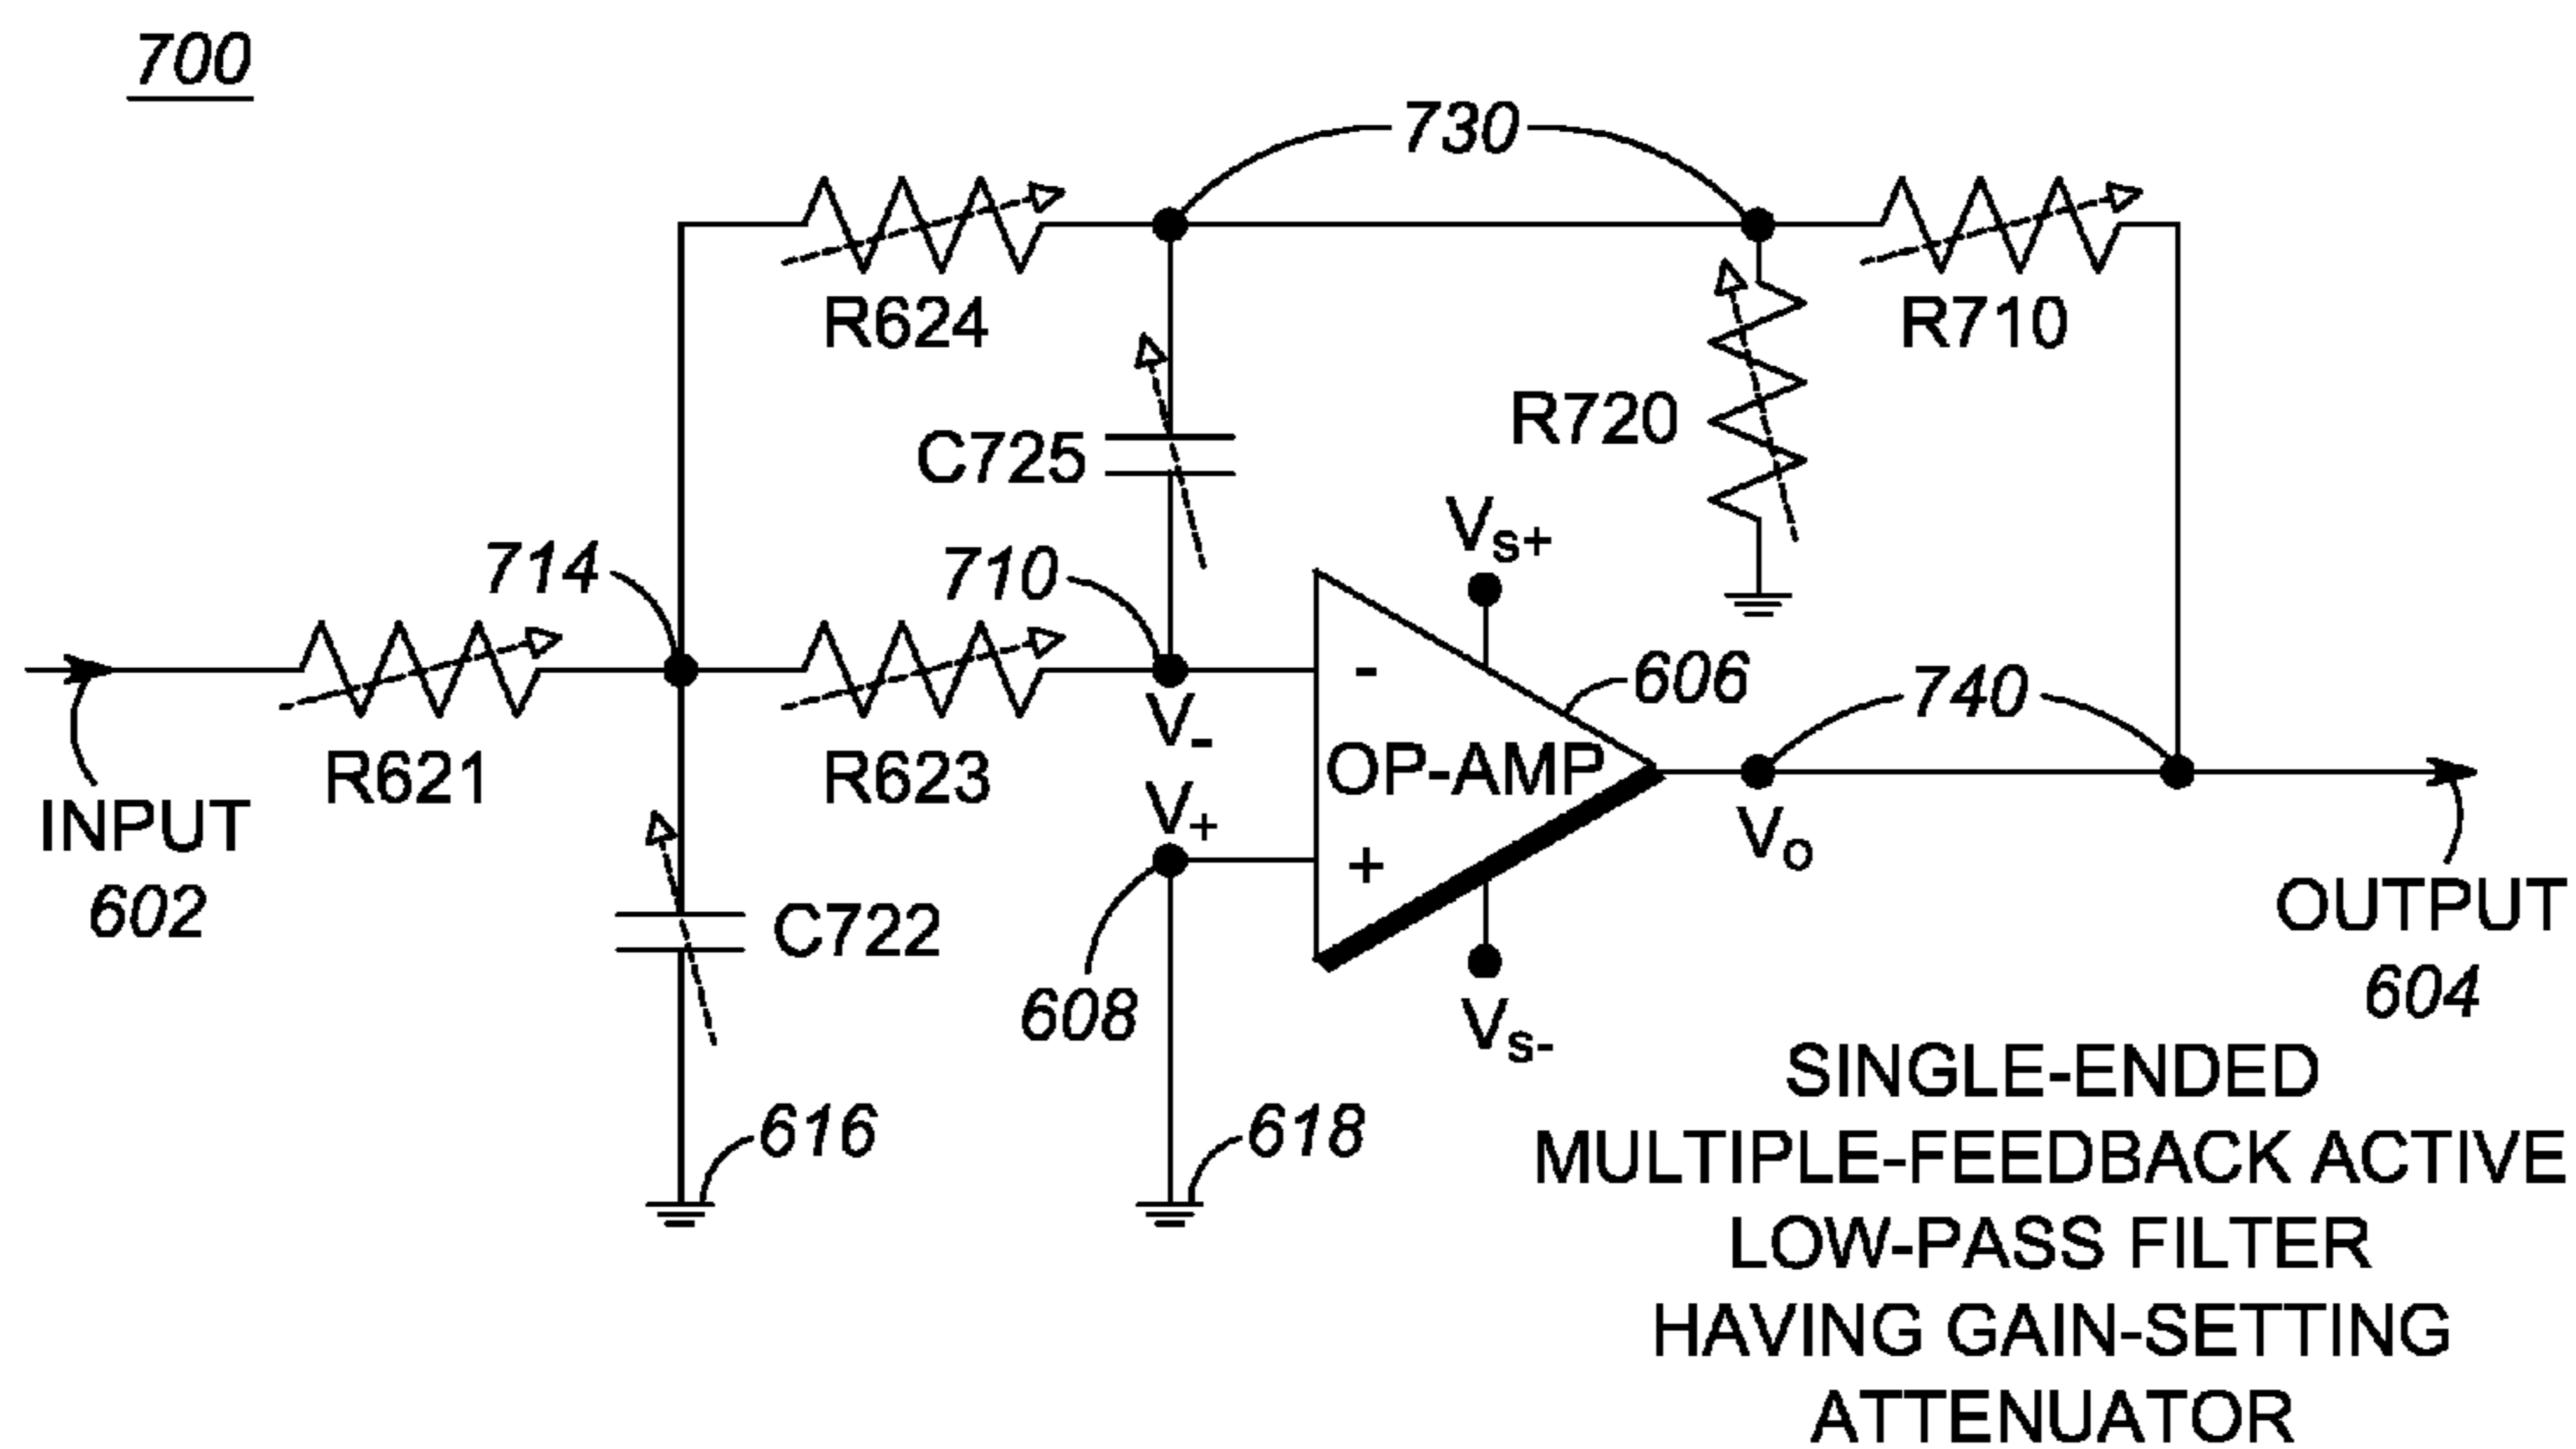 700
730
R624
R710
R720
C725
Vs+
714
710
606
740
-
V-
OP-AMP
R621
R623
V+
+
Vo
INPUT
602
C722
608
Vs-
OUTPUT
604
616
618
SINGLE-ENDED
MULTIPLE-FEEDBACK ACTIVE
LOW-PASS FILTER
HAVING GAIN-SETTING
ATTENUATOR